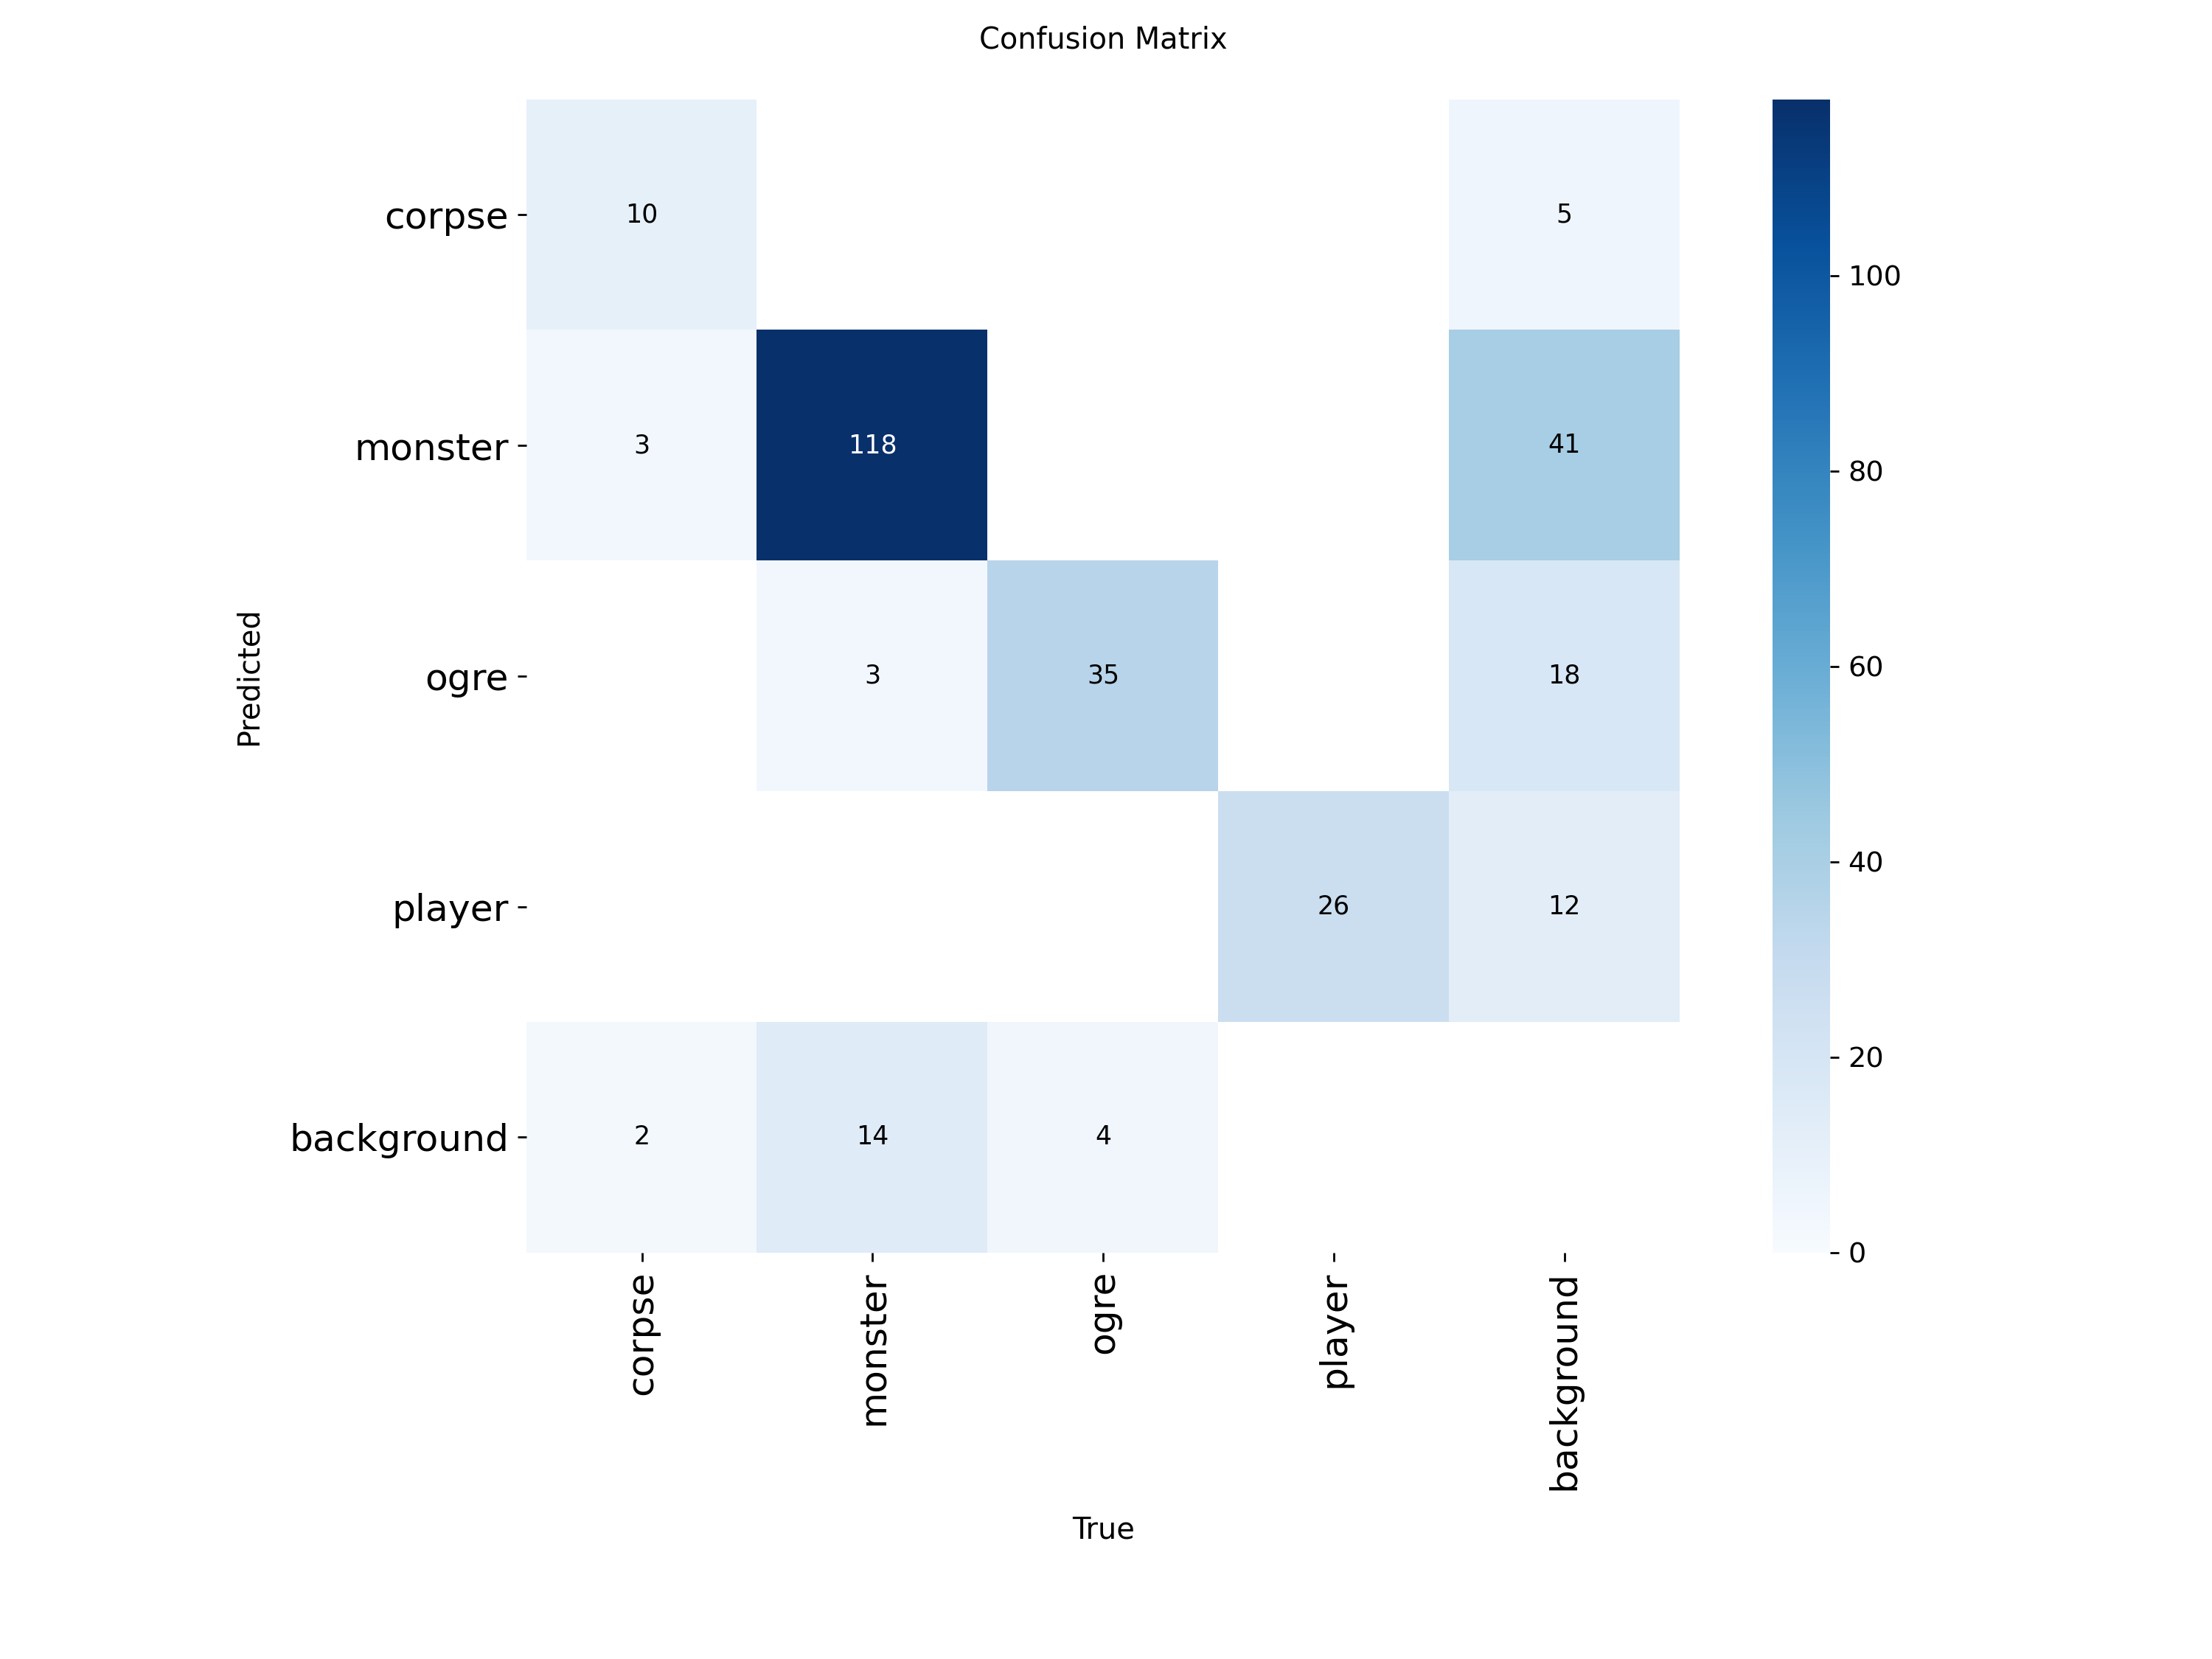 Confusion Matrix
corpse 10 5
monster 3 118 41
ogre 3 35 18
player 26 12
background 2 14 4
Predicted
corpse monster ogre player background
True
100
80
60
40
20
0